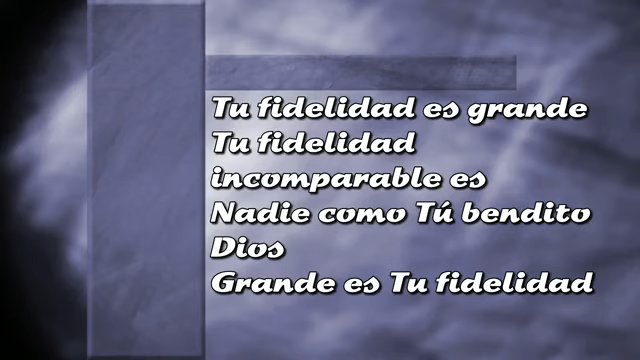 Tu fidelidad es grande
Tu fidelidad
incomparable es
Nadie como Tú bendito
Dios
Grande es Tu fidelidad